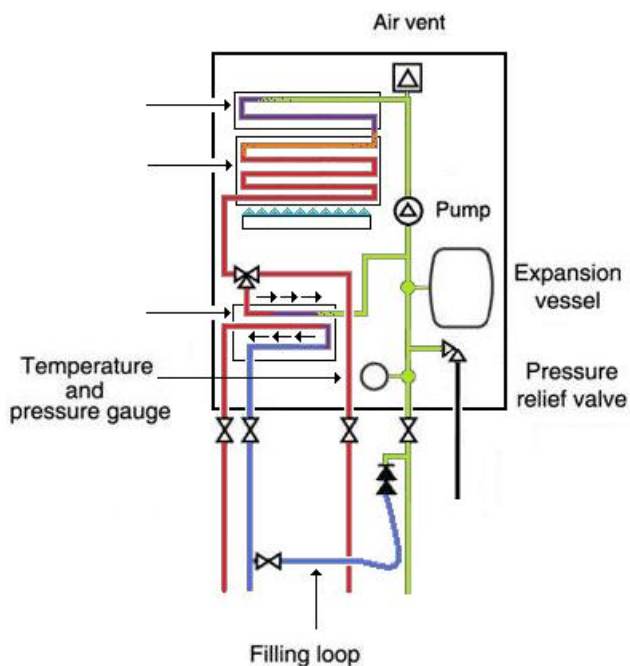 Air vent
Pump
Expansion
vessel
Temperature
and
pressure gauge
Pressure
relief valve
Filling loop